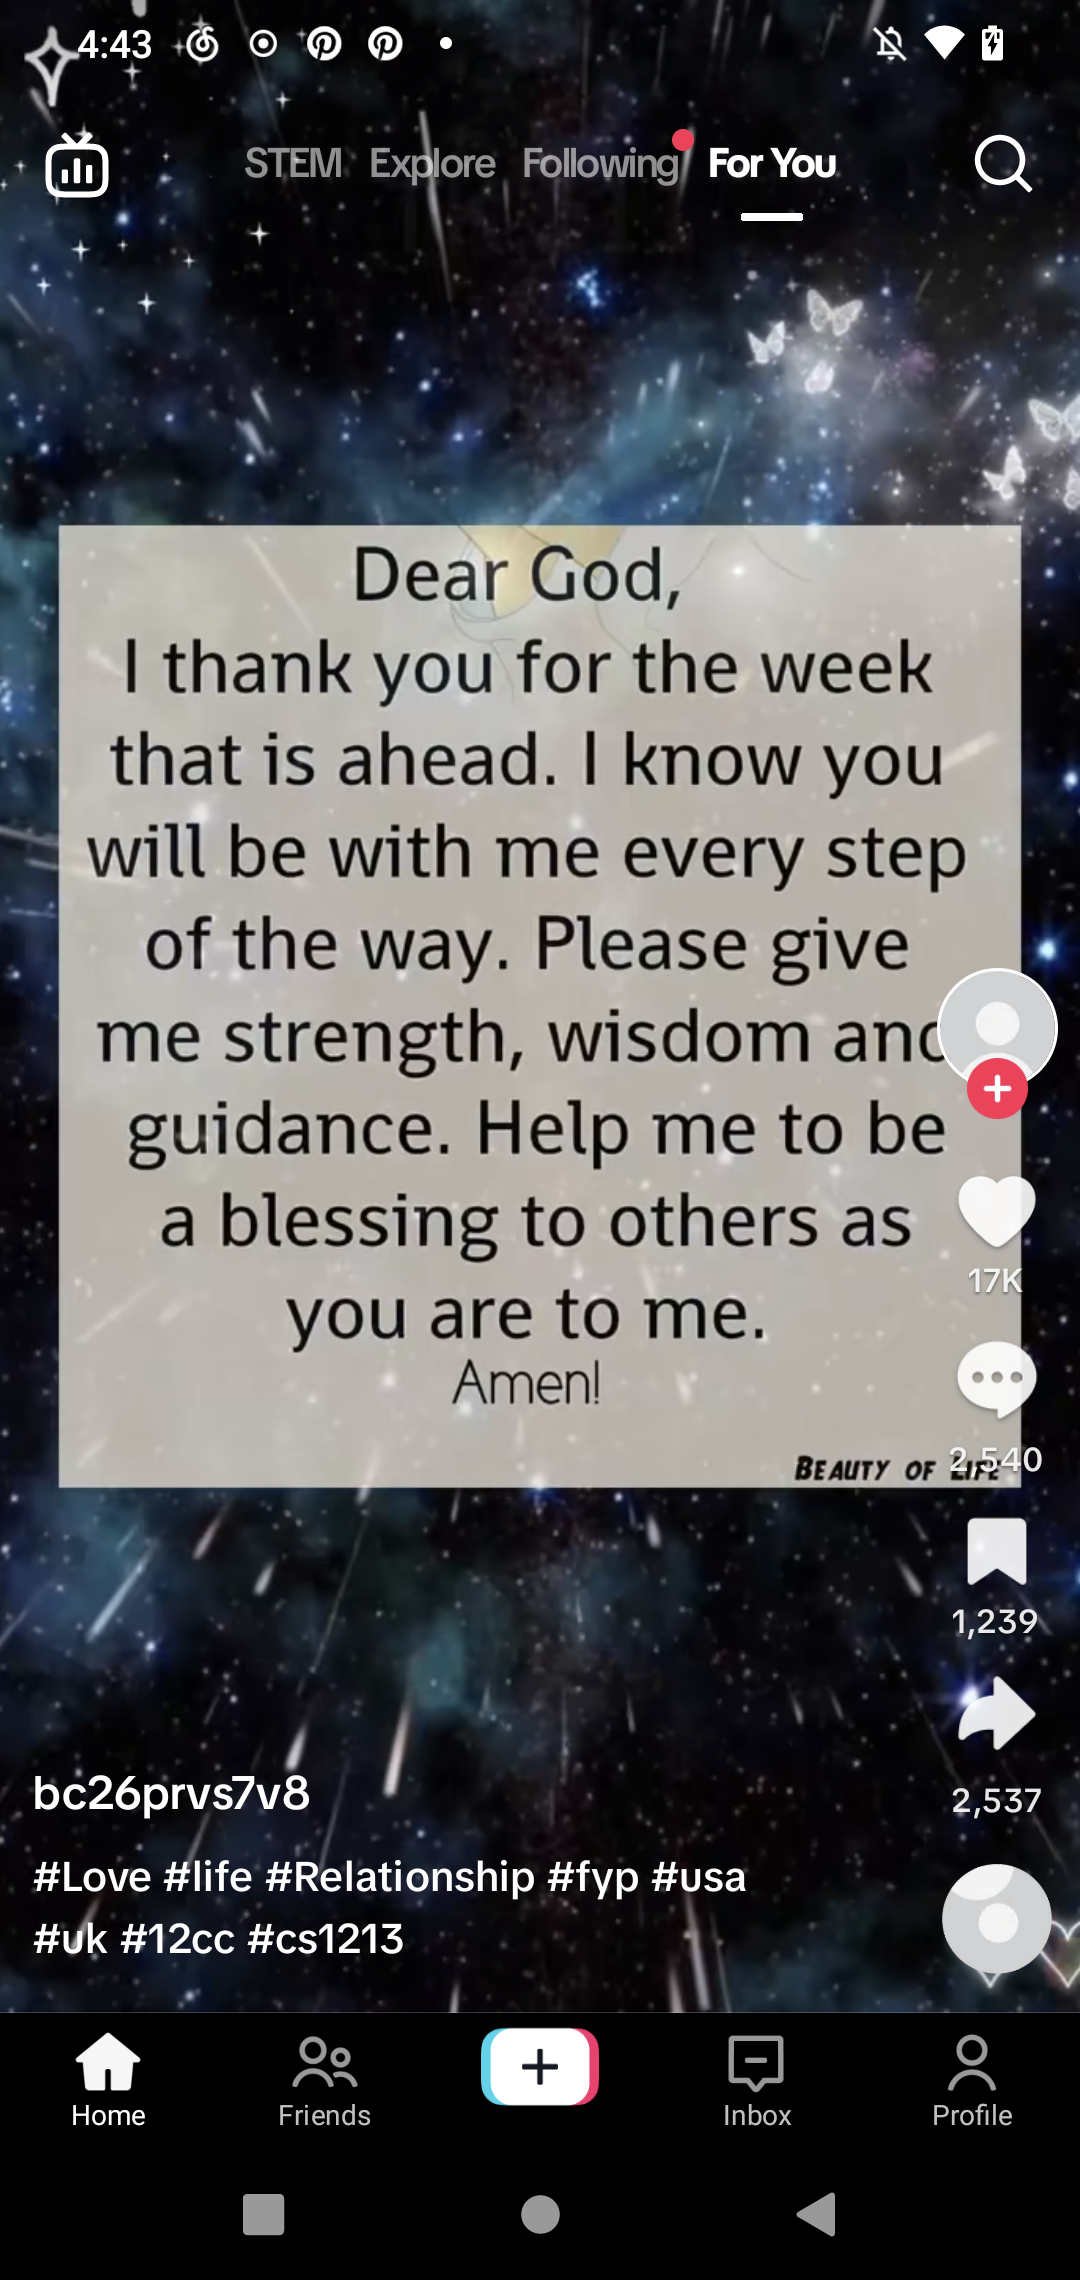 4:43
STEM Explore Following For You
Dear God,
I thank you for the week
that is ahead. I know you
will be with me every step
of the way. Please give
me strength, wisdom and
guidance. Help me to be
a blessing to others as
you are to me.
Amen!
BEAUTY OF LIFE
17K
2,540
1,239
2,537
bc26prvs7v8
#Love #life #Relationship #fyp #usa
#uk #12cc #cs1213
Home Friends Inbox Profile